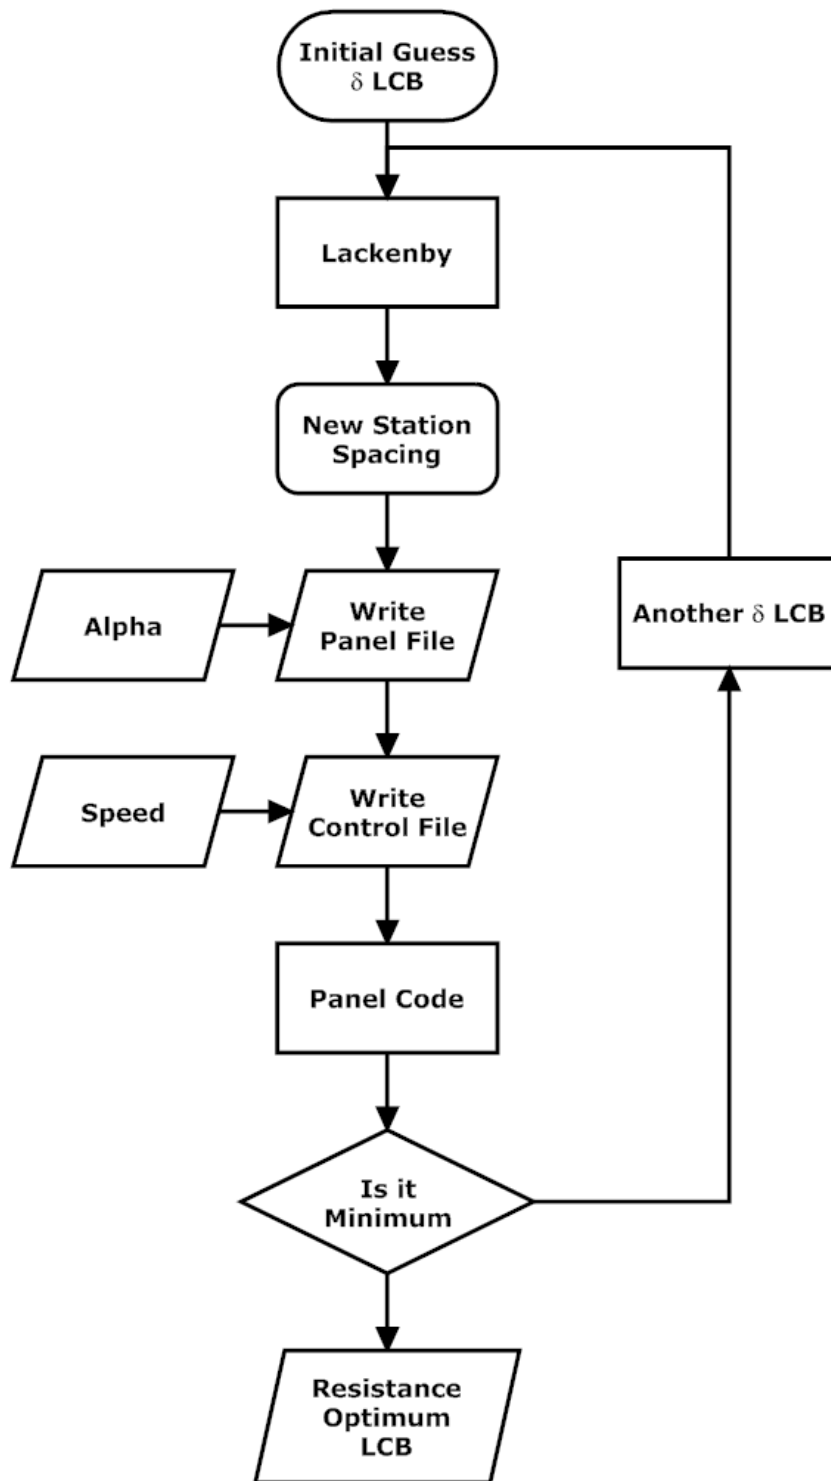 Initial Guess
δ LCB
Lackenby
New Station
Spacing
Alpha
Write
Panel File
Another δ LCB
Speed
Write
Control File
Panel Code
Is it
Minimum
Resistance
Optimum
LCB